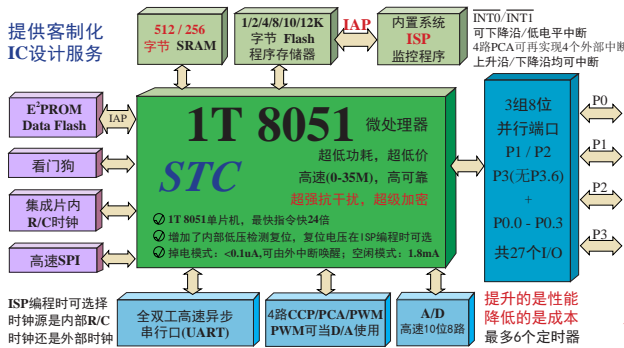 提供客制化
IC设计服务
512 / 256
字节 SRAM
1/2/4/8/10/12K
字节 Flash
程序存储器
IAP
内置系统
ISP
监控程序
INT0/INT1
可下降沿/低电平中断
4路PCA可再实现4个外部中断
上升沿/下降沿均可中断
E²PROM
Data Flash
IAP
看门狗
集成片内
R/C时钟
高速SPI
1T 8051 微处理器
STC
超低功耗，超低价
高速(0-35M)，高可靠
超强抗干扰，超级加密
1T 8051单片机，最快指令快24倍
增加了内部低压检测复位，复位电压在ISP编程时可选
掉电模式：<0.1uA,可由外中断唤醒；空闲模式：1.8mA
3组8位
并行端口
P1 / P2
P3(无P3.6)
+
P0.0 - P0.3
共27个I/O
P0
P1
P2
P3
ISP编程时可选择
时钟源是内部R/C
时钟还是外部时钟
全双工高速异步
串行口(UART)
4路CCP/PCA/PWM
PWM可当D/A使用
A/D
高速10位8路
提升的是性能
降低的是成本
最多6个定时器